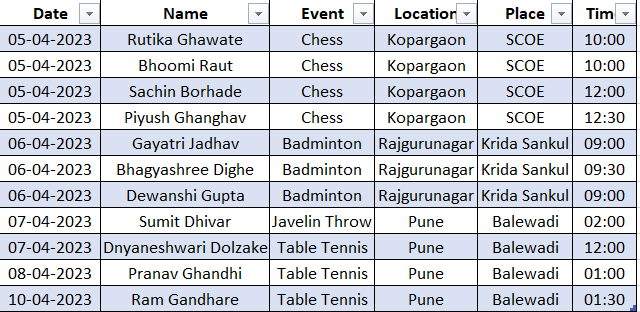 Date Name Event Location Place Tim
05-04-2023 Rutika Ghawate Chess Kopargaon SCOE 10:00
05-04-2023 Bhoomi Raut Chess Kopargaon SCOE 10:00
05-04-2023 Sachin Borhade Chess Kopargaon SCOE 12:00
05-04-2023 Piyush Ghanghav Chess Kopargaon SCOE 12:30
06-04-2023 Gayatri Jadhav Badminton Rajgurunagar Krida Sankul 09:00
06-04-2023 Bhagyashree Dighe Badminton Rajgurunagar Krida Sankul 09:30
06-04-2023 Dewanshi Gupta Badminton Rajgurunagar Krida Sankul 09:00
07-04-2023 Sumit Dhivar Javelin Throw Pune Balewadi 02:00
07-04-2023 Dnyaneshwari Dolzake Table Tennis Pune Balewadi 12:00
08-04-2023 Pranav Ghandhi Table Tennis Pune Balewadi 01:00
10-04-2023 Ram Gandhare Table Tennis Pune Balewadi 01:30